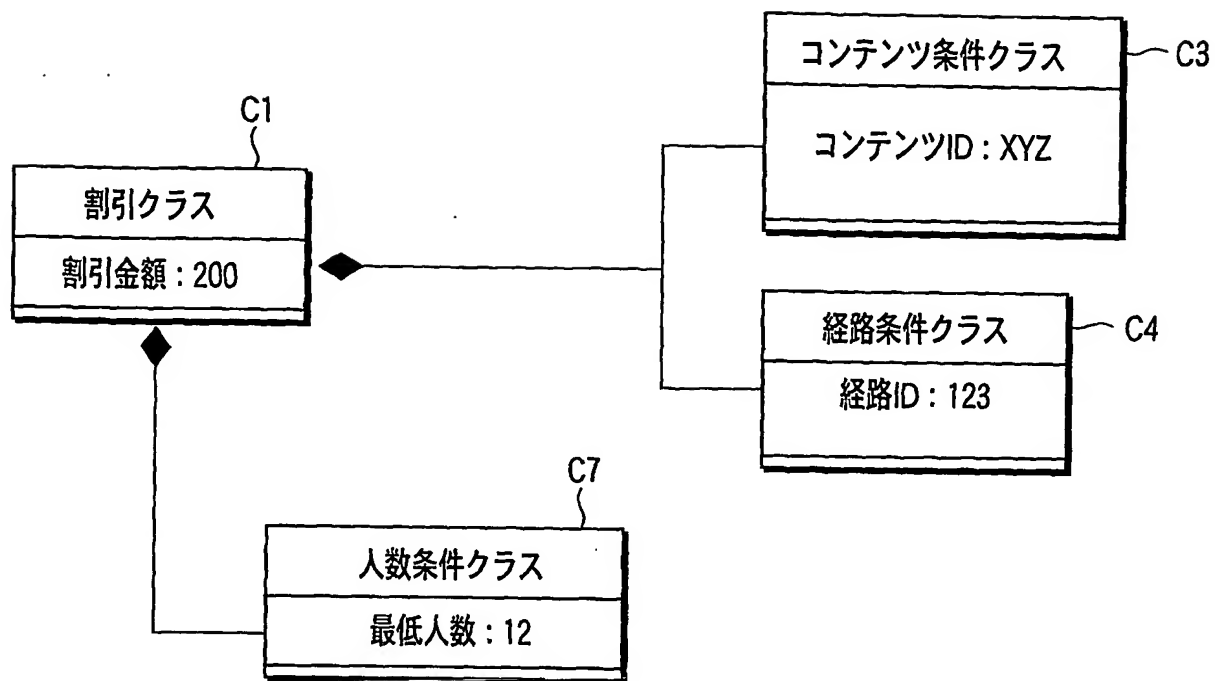 コンテンツ条件クラス
C3
コンテンツID:XYZ
C1
割引クラス
割引金額:200
経路条件クラス
C4
経路ID:123
C7
人数条件クラス
最低人数:12